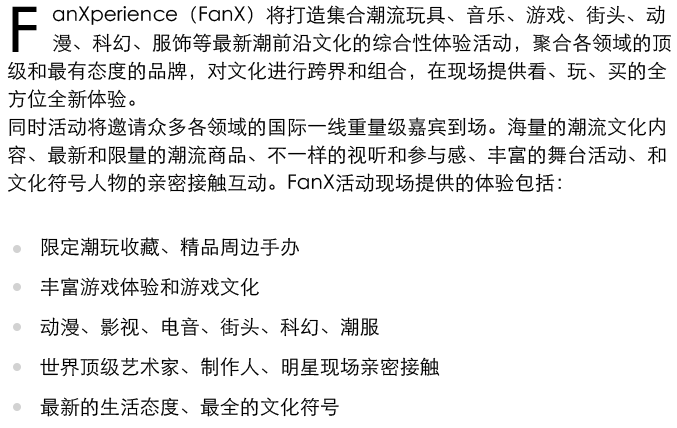 FanXperience（FanX）将打造集合潮流玩具、音乐、游戏、街头、动
漫、科幻、服饰等最新潮前沿文化的综合性体验活动，聚合各领域的顶
级和最有态度的品牌，对文化进行跨界和组合，在现场提供看、玩、买的全
方位全新体验。
同时活动将邀请众多各领域的国际一线重量级嘉宾到场。海量的潮流文化内
容、最新和限量的潮流商品、不一样的视听和参与感、丰富的舞台活动、和
文化符号人物的亲密接触互动。FanX活动现场提供的体验包括：
限定潮玩收藏、精品周边手办
丰富游戏体验和游戏文化
动漫、影视、电音、街头、科幻、潮服
世界顶级艺术家、制作人、明星现场亲密接触
最新的生活态度、最全的文化符号